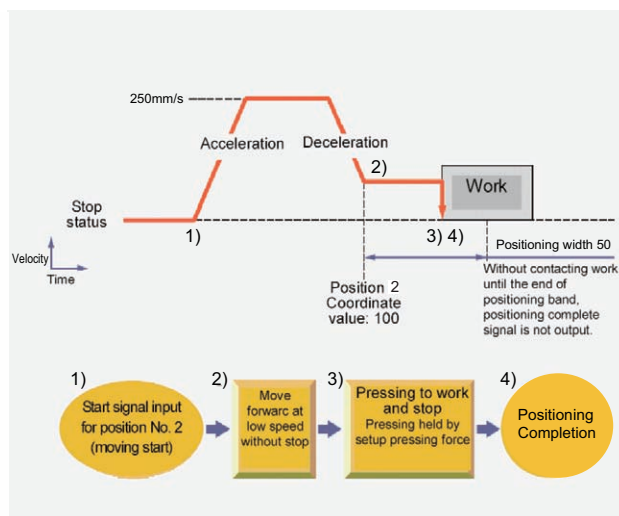 250mm/s
Acceleration
Deceleration
2)
Work
Stop
status
1)
3) 4)
Velocity
Time
Positioning width 50
Position 2
Coordinate
value: 100
Without contacting work
until the end of
positioning band,
positioning complete
signal is not output.
1)
Start signal input
for position No. 2
(moving start)
2)
Move
forwarc at
low speed
without stop
3)
Pressing to work
and stop
Pressing held by
setup pressing force
4)
Positioning
Completion